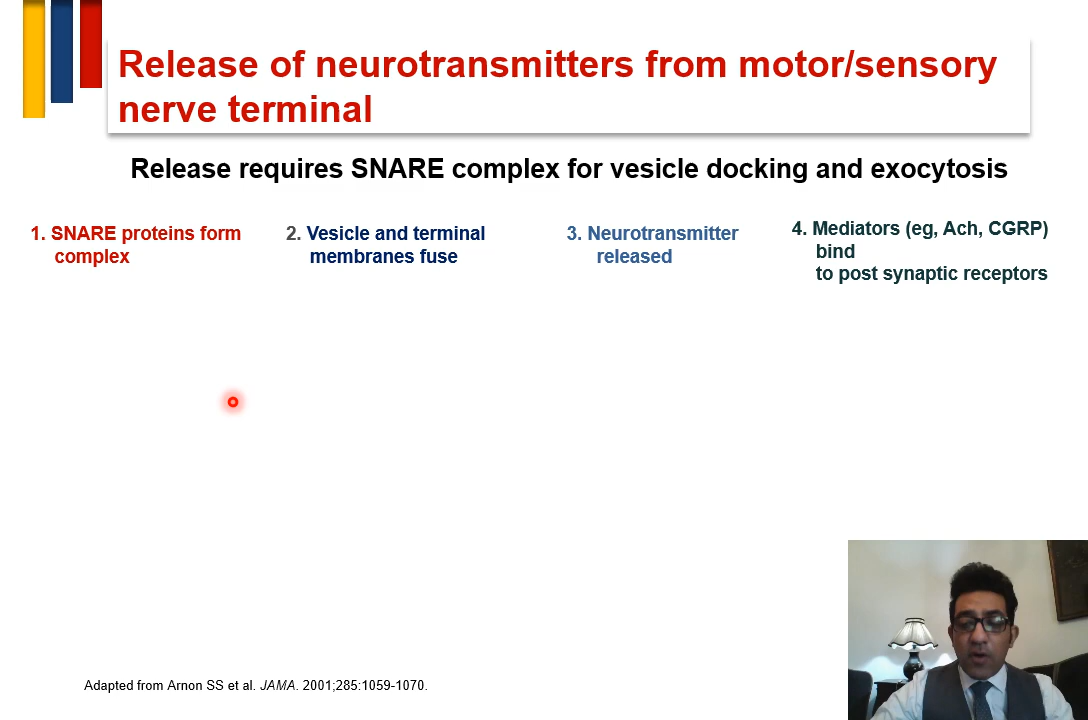 Release of neurotransmitters from motor/sensory
nerve terminal
Release requires SNARE complex for vesicle docking and exocytosis
1. SNARE proteins form
complex
2. Vesicle and terminal
membranes fuse
3. Neurotransmitter
released
4. Mediators (eg, Ach, CGRP)
bind
to post synaptic receptors
Adapted from Arnon SS et al. JAMA. 2001;285:1059-1070.